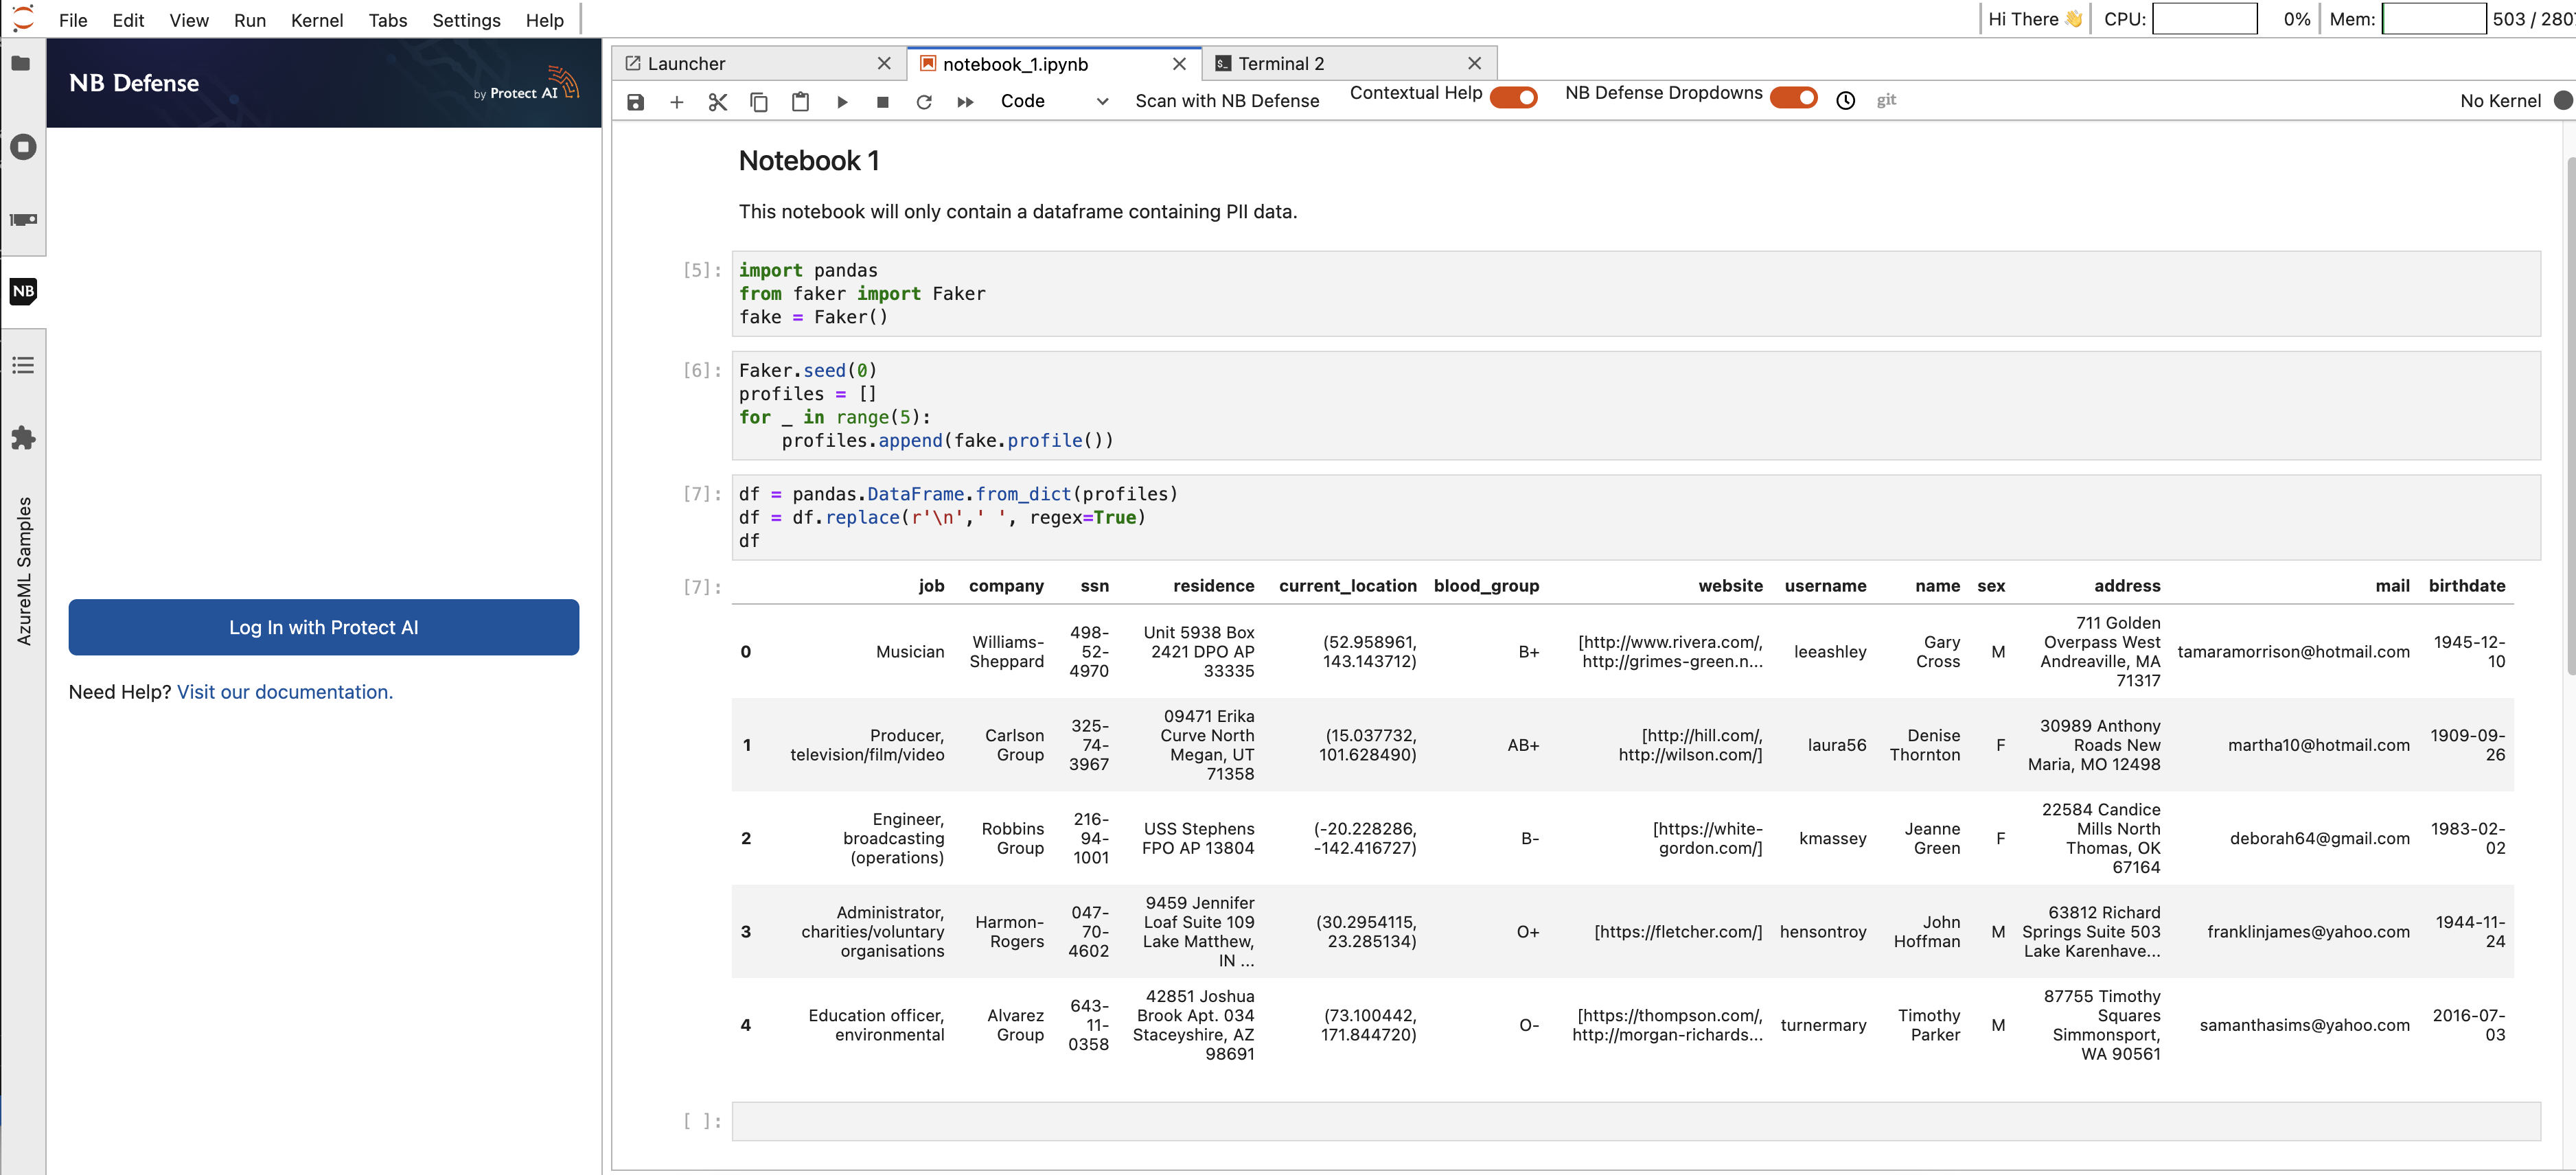 File Edit View Run Kernel Tabs Settings Help
Hi There 👋 CPU: 0% Mem: 503 / 280
NB Defense
by Protect AI
Log In with Protect AI
Need Help? Visit our documentation.
NB
AzureML Samples
Launcher
notebook_1.ipynb
Terminal 2
Code Scan with NB Defense Contextual Help NB Defense Dropdowns git No Kernel
Notebook 1
This notebook will only contain a dataframe containing PII data.
[5]: import pandas
from faker import Faker
fake = Faker()
[6]: Faker.seed(0)
profiles = []
for _ in range(5):
    profiles.append(fake.profile())
[7]: df = pandas.DataFrame.from_dict(profiles)
df = df.replace(r'\n',' ', regex=True)
df
[7]: job company ssn residence current_location blood_group website username name sex address mail birthdate
0 Musician Williams-Sheppard 498-52-4970 Unit 5938 Box 2421 DPO AP 33335 (52.958961, 143.143712) B+ [http://www.rivera.com/, http://grimes-green.n... leeashley Gary Cross M 711 Golden Overpass West Andreaville, MA 71317 tamaramorrison@hotmail.com 1945-12-10
1 Producer, television/film/video Carlson Group 325-74-3967 09471 Erika Curve North Megan, UT 71358 (15.037732, 101.628490) AB+ [http://hill.com/, http://wilson.com/] laura56 Denise Thornton F 30989 Anthony Roads New Maria, MO 12498 martha10@hotmail.com 1909-09-26
2 Engineer, broadcasting (operations) Robbins Group 216-94-1001 USS Stephens FPO AP 13804 (-20.228286, -142.416727) B- [https://white-gordon.com/] kmassey Jeanne Green F 22584 Candice Mills North Thomas, OK 67164 deborah64@gmail.com 1983-02-02
3 Administrator, charities/voluntary organisations Harmon-Rogers 047-70-4602 9459 Jennifer Loaf Suite 109 Lake Matthew, IN ... (30.2954115, 23.285134) O+ [https://fletcher.com/] hensontroy John Hoffman M 63812 Richard Springs Suite 503 Lake Karenhave... franklinjames@yahoo.com 1944-11-24
4 Education officer, environmental Alvarez Group 643-11-0358 42851 Joshua Brook Apt. 034 Staceyshire, AZ 98691 (73.100442, 171.844720) O- [https://thompson.com/, http://morgan-richards... turnermary Timothy Parker M 87755 Timothy Squares Simmonsport, WA 90561 samanthasims@yahoo.com 2016-07-03
[ ]: